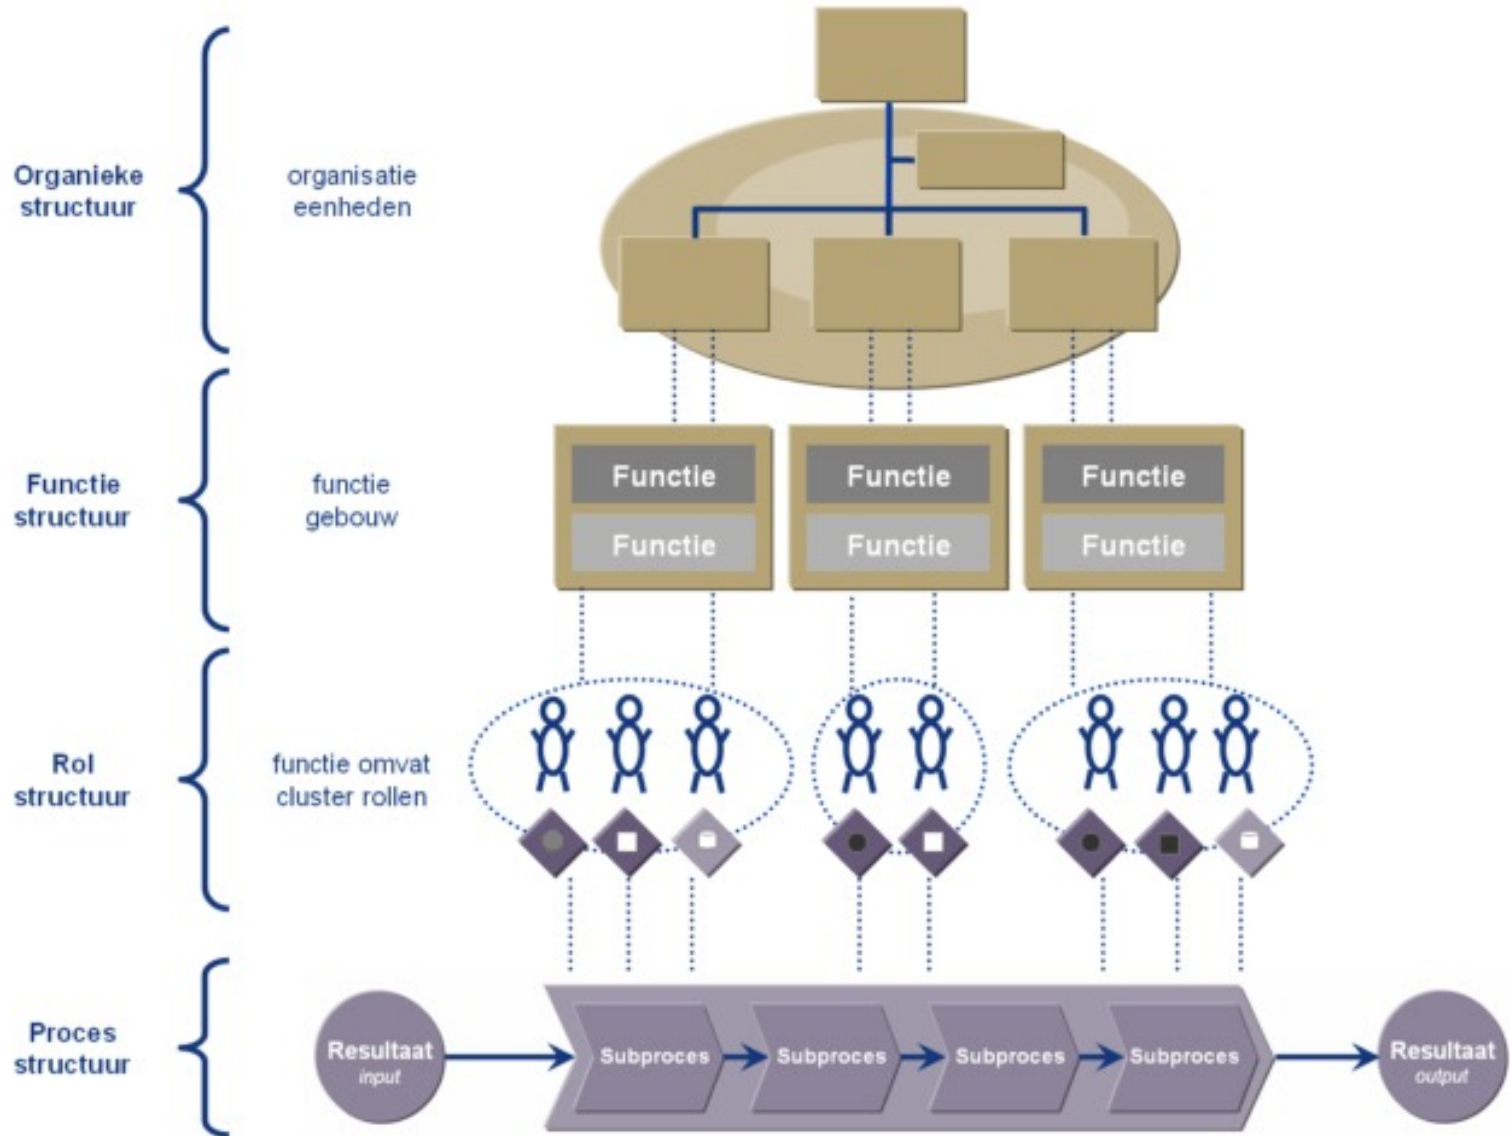 Organieke
structuur
organisatie
eenheden
Functie
structuur
functie
gebouw
Functie
Functie
Functie
Functie
Functie
Functie
Rol
structuur
functie omvat
cluster rollen
Proces
structuur
Resultaat
input
Subproces
Subproces
Subproces
Subproces
Resultaat
output